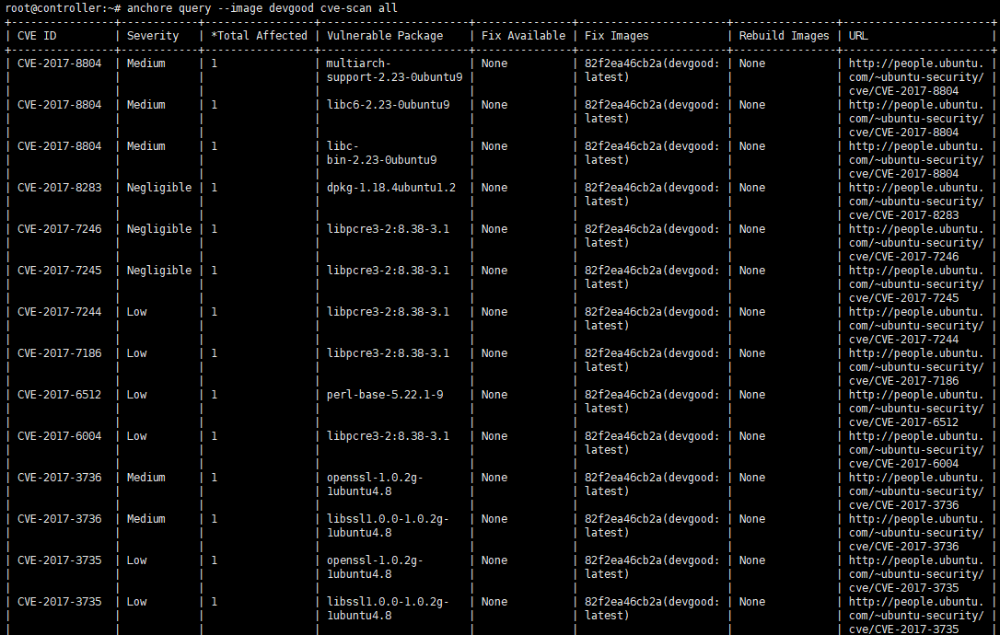 root@controller:~# anchore query --image devgood cve-scan all
+----------------+------------+-----------------+----------------------+---------------+----------------------+----------------+----------------------+
| CVE ID | Severity | *Total Affected | Vulnerable Package | Fix Available | Fix Images | Rebuild Images | URL |
+----------------+------------+-----------------+----------------------+---------------+----------------------+----------------+----------------------+
| CVE-2017-8804 | Medium | 1 | multiarch- | None | 82f2ea46cb2a(devgood: | None | http://people.ubuntu. |
| | | | support-2.23-0ubuntu9 | | latest) | | com/~ubuntu-security/ |
| | | | | | | | cve/CVE-2017-8804 |
| CVE-2017-8804 | Medium | 1 | libc6-2.23-0ubuntu9 | None | 82f2ea46cb2a(devgood: | None | http://people.ubuntu. |
| | | | | | latest) | | com/~ubuntu-security/ |
| | | | | | | | cve/CVE-2017-8804 |
| CVE-2017-8804 | Medium | 1 | libc- | None | 82f2ea46cb2a(devgood: | None | http://people.ubuntu. |
| | | | bin-2.23-0ubuntu9 | | latest) | | com/~ubuntu-security/ |
| | | | | | | | cve/CVE-2017-8804 |
| CVE-2017-8283 | Negligible | 1 | dpkg-1.18.4ubuntu1.2 | None | 82f2ea46cb2a(devgood: | None | http://people.ubuntu. |
| | | | | | latest) | | com/~ubuntu-security/ |
| | | | | | | | cve/CVE-2017-8283 |
| CVE-2017-7246 | Negligible | 1 | libpcre3-2:8.38-3.1 | None | 82f2ea46cb2a(devgood: | None | http://people.ubuntu. |
| | | | | | latest) | | com/~ubuntu-security/ |
| | | | | | | | cve/CVE-2017-7246 |
| CVE-2017-7245 | Negligible | 1 | libpcre3-2:8.38-3.1 | None | 82f2ea46cb2a(devgood: | None | http://people.ubuntu. |
| | | | | | latest) | | com/~ubuntu-security/ |
| | | | | | | | cve/CVE-2017-7245 |
| CVE-2017-7244 | Low | 1 | libpcre3-2:8.38-3.1 | None | 82f2ea46cb2a(devgood: | None | http://people.ubuntu. |
| | | | | | latest) | | com/~ubuntu-security/ |
| | | | | | | | cve/CVE-2017-7244 |
| CVE-2017-7186 | Low | 1 | libpcre3-2:8.38-3.1 | None | 82f2ea46cb2a(devgood: | None | http://people.ubuntu. |
| | | | | | latest) | | com/~ubuntu-security/ |
| | | | | | | | cve/CVE-2017-7186 |
| CVE-2017-6512 | Low | 1 | perl-base-5.22.1-9 | None | 82f2ea46cb2a(devgood: | None | http://people.ubuntu. |
| | | | | | latest) | | com/~ubuntu-security/ |
| | | | | | | | cve/CVE-2017-6512 |
| CVE-2017-6004 | Low | 1 | libpcre3-2:8.38-3.1 | None | 82f2ea46cb2a(devgood: | None | http://people.ubuntu. |
| | | | | | latest) | | com/~ubuntu-security/ |
| | | | | | | | cve/CVE-2017-6004 |
| CVE-2017-3736 | Medium | 1 | openssl-1.0.2g- | None | 82f2ea46cb2a(devgood: | None | http://people.ubuntu. |
| | | | 1ubuntu4.8 | | latest) | | com/~ubuntu-security/ |
| | | | | | | | cve/CVE-2017-3736 |
| CVE-2017-3736 | Medium | 1 | libssl1.0.0-1.0.2g- | None | 82f2ea46cb2a(devgood: | None | http://people.ubuntu. |
| | | | 1ubuntu4.8 | | latest) | | com/~ubuntu-security/ |
| | | | | | | | cve/CVE-2017-3736 |
| CVE-2017-3735 | Low | 1 | openssl-1.0.2g- | None | 82f2ea46cb2a(devgood: | None | http://people.ubuntu. |
| | | | 1ubuntu4.8 | | latest) | | com/~ubuntu-security/ |
| | | | | | | | cve/CVE-2017-3735 |
| CVE-2017-3735 | Low | 1 | libssl1.0.0-1.0.2g- | None | 82f2ea46cb2a(devgood: | None | http://people.ubuntu. |
| | | | 1ubuntu4.8 | | latest) | | com/~ubuntu-security/ |
| | | | | | | | cve/CVE-2017-3735 |